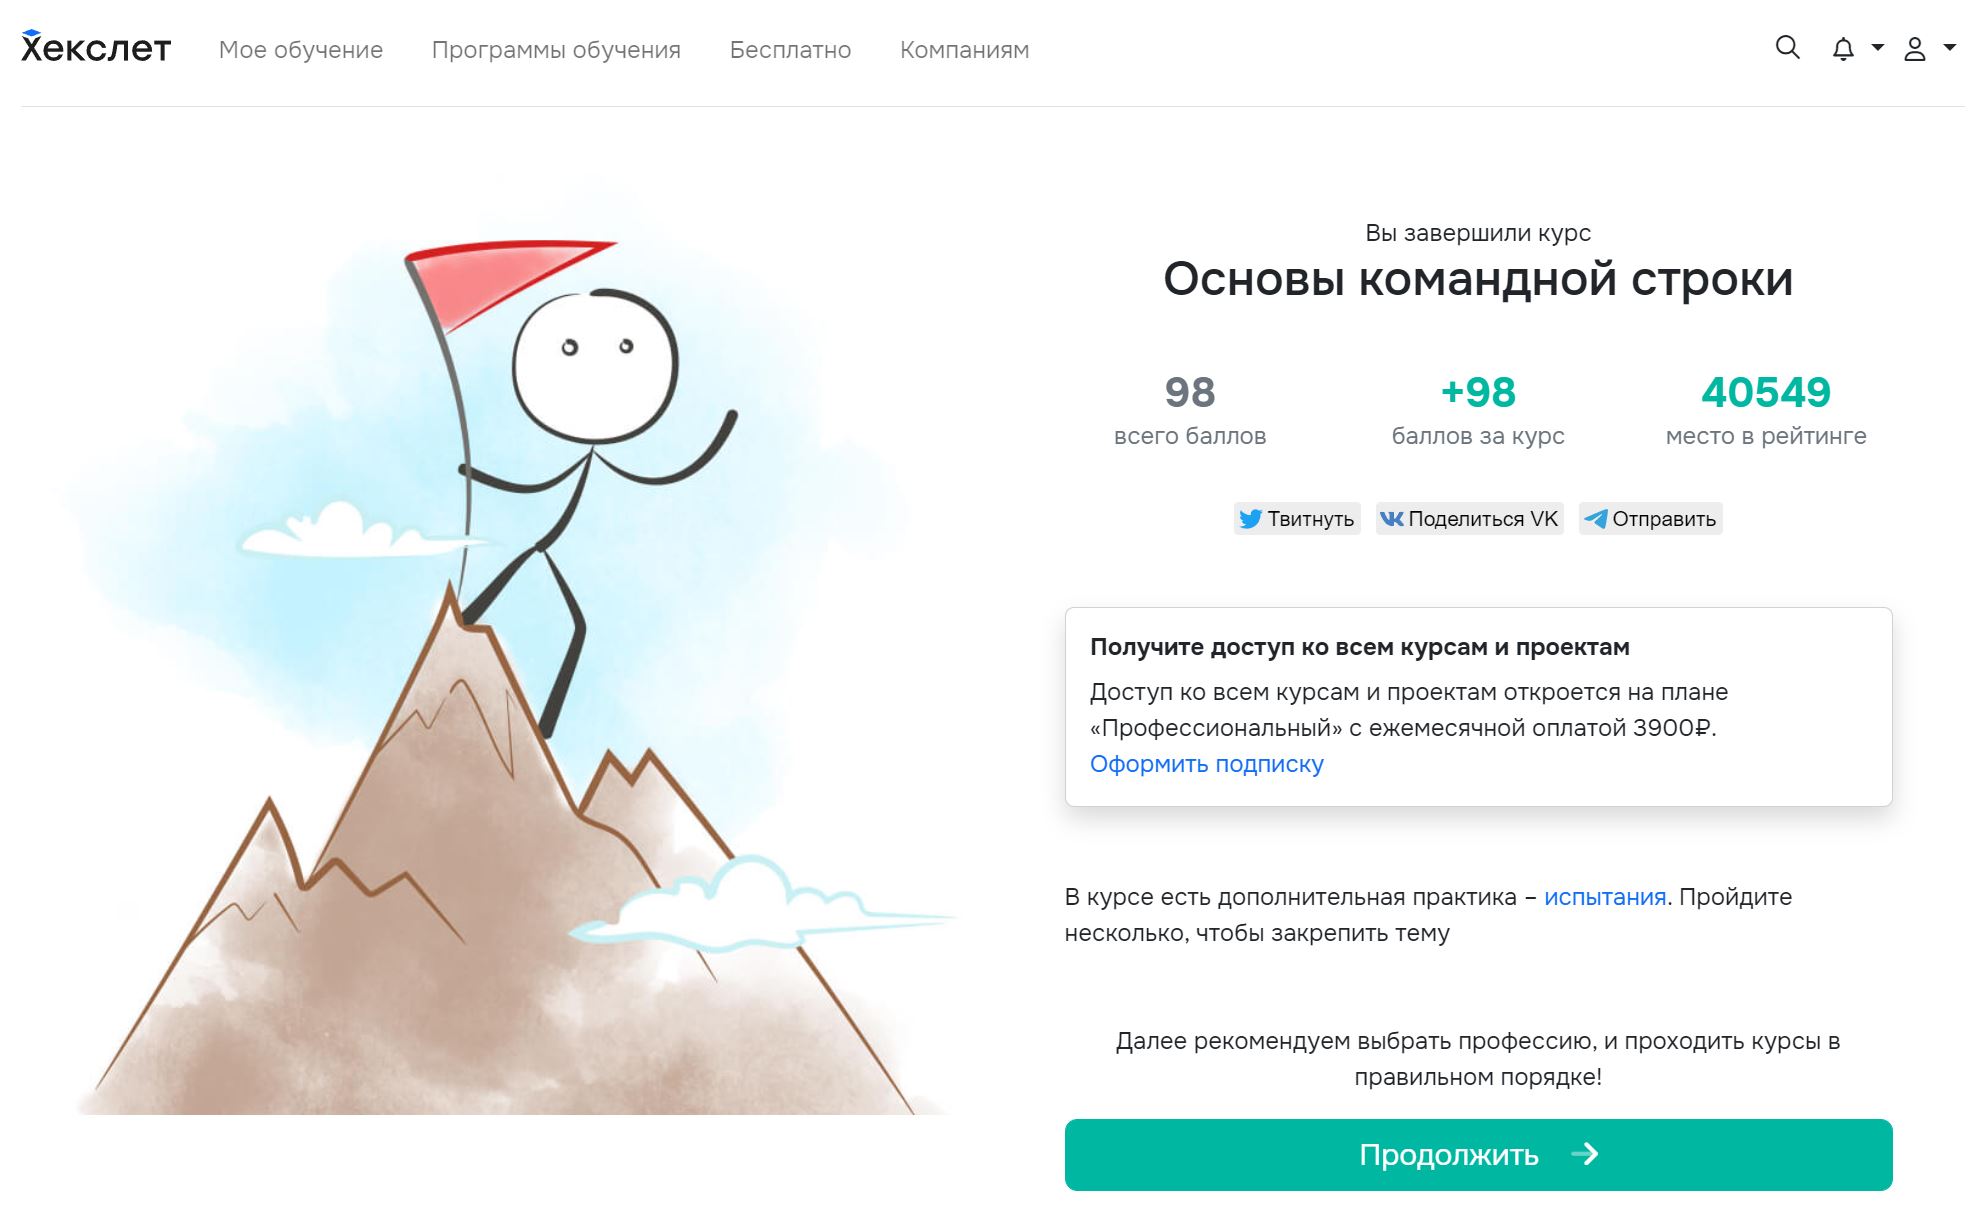 Хекслет
Мое обучение
Программы обучения
Бесплатно
Компаниям
Вы завершили курс
Основы командной строки
98
всего баллов
+98
баллов за курс
40549
место в рейтинге
Твитнуть
Поделиться VK
Отправить
Получите доступ ко всем курсам и проектам
Доступ ко всем курсам и проектам откроется на плане
«Профессиональный» с ежемесячной оплатой 3900₽.
Оформить подписку
В курсе есть дополнительная практика – испытания. Пройдите
несколько, чтобы закрепить тему
Далее рекомендуем выбрать профессию, и проходить курсы в
правильном порядке!
Продолжить